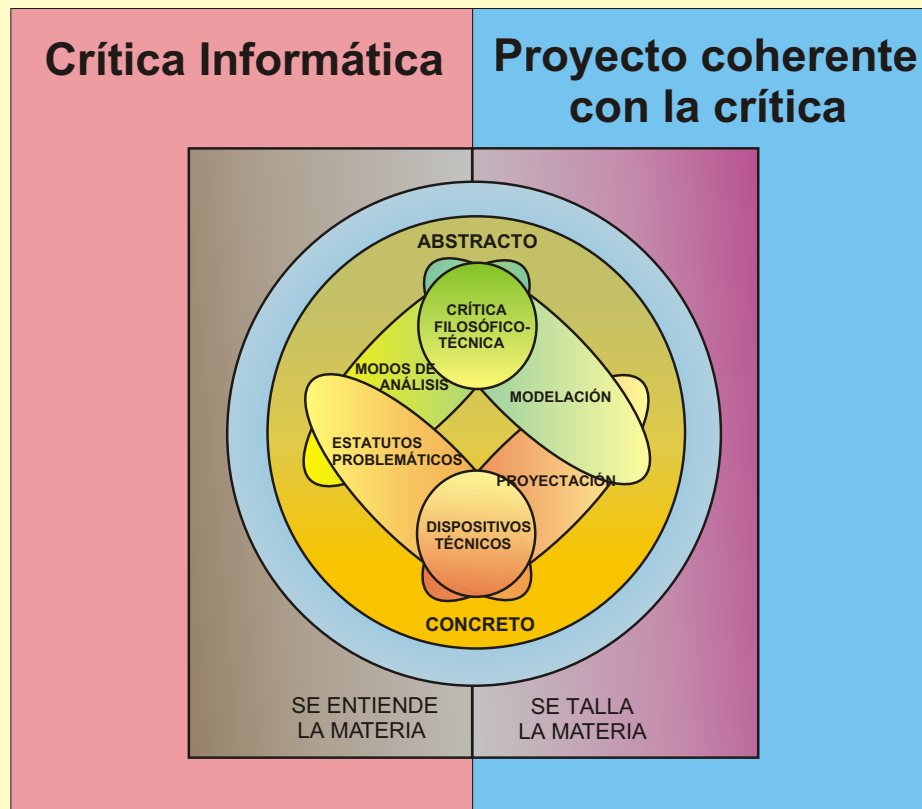 Crítica Informática
Proyecto coherente
con la crítica
ABSTRACTO
CRÍTICA
FILOSÓFICO-
TÉCNICA
MODOS DE
ANÁLISIS
MODELACIÓN
ESTATUTOS
PROBLEMÁTICOS
PROYECTACIÓN
DISPOSITIVOS
TÉCNICOS
CONCRETO
SE ENTIENDE
LA MATERIA
SE TALLA
LA MATERIA